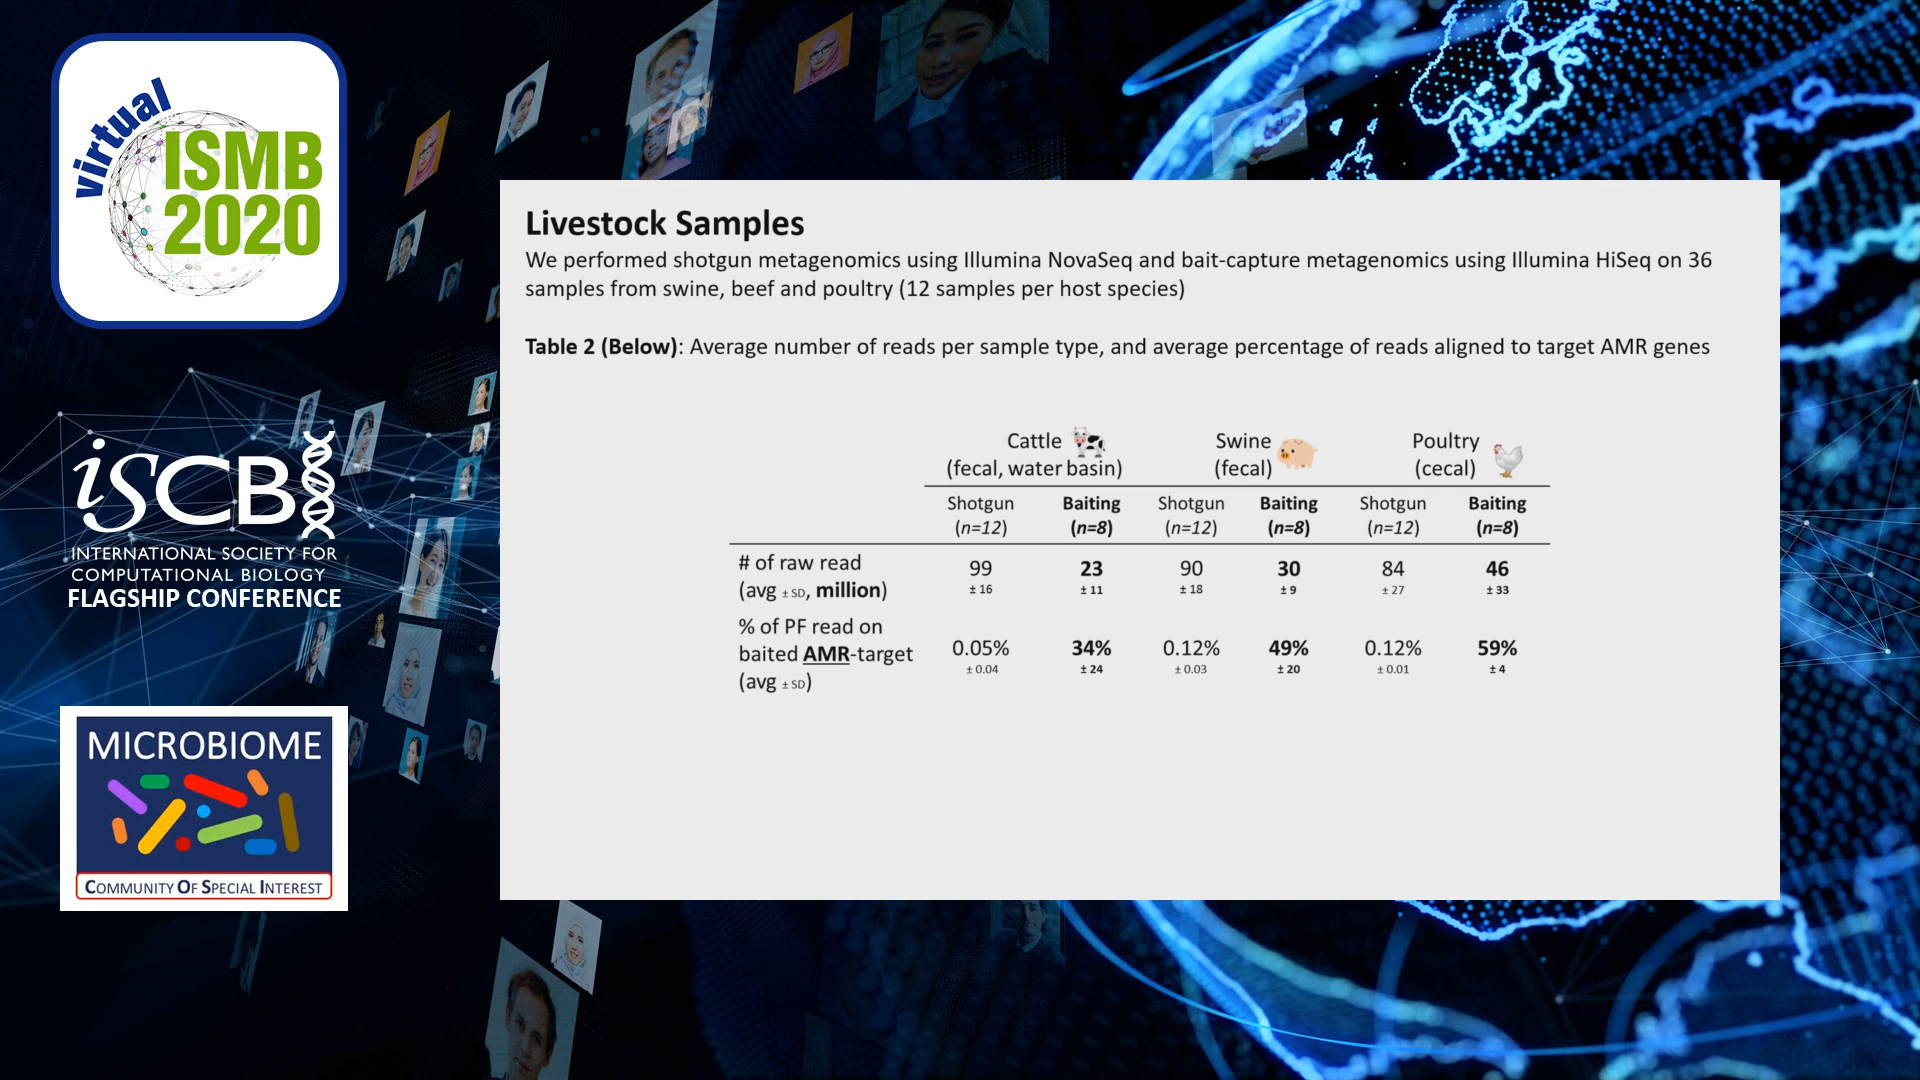 virtual
ISMB
2020
iSCB
INTERNATIONAL SOCIETY FOR
COMPUTATIONAL BIOLOGY
FLAGSHIP CONFERENCE
MICROBIOME
COMMUNITY OF SPECIAL INTEREST
Livestock Samples
We performed shotgun metagenomics using Illumina NovaSeq and bait-capture metagenomics using Illumina HiSeq on 36
samples from swine, beef and poultry (12 samples per host species)
Table 2 (Below): Average number of reads per sample type, and average percentage of reads aligned to target AMR genes
Cattle Swine Poultry
(fecal, water basin) (fecal) (cecal)
Shotgun Baiting Shotgun Baiting Shotgun Baiting
(n=12) (n=8) (n=12) (n=8) (n=12) (n=8)
# of raw read
(avg ± SD, million)
99 23 90 30 84 46
± 16 ± 11 ± 18 ± 9 ± 27 ± 33
% of PF read on
baited AMR-target
(avg ± SD)
0.05% 34% 0.12% 49% 0.12% 59%
± 0.04 ± 24 ± 0.03 ± 20 ± 0.01 ± 4